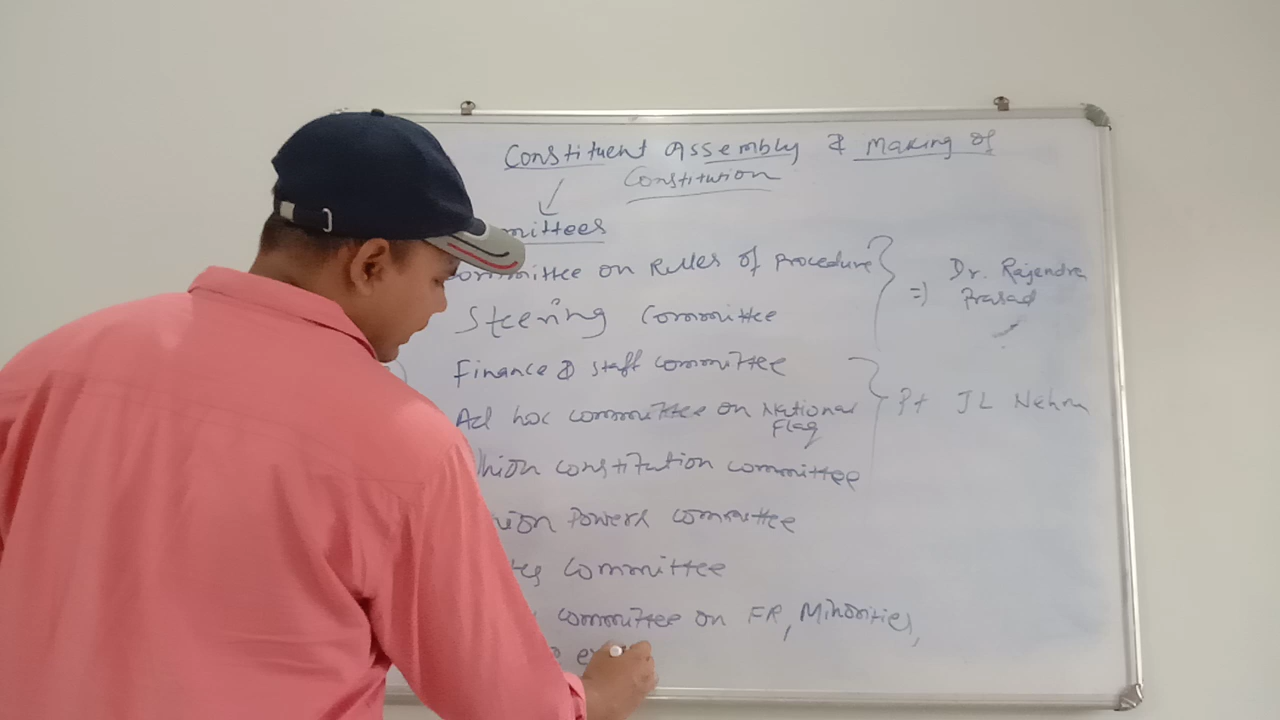 Constituent Assembly & Making of
Constitution
mittees
Committee on Rules of Procedure
=) Dr. Rajendra
Prasad
Steering Committee
Finance & Staff Committee
Ad hoc Committee on National
Flag
Pt JL Nehru
Union Constitution Committee
nion Powers Committee
tes Committee
Committee on FR, Minorities,